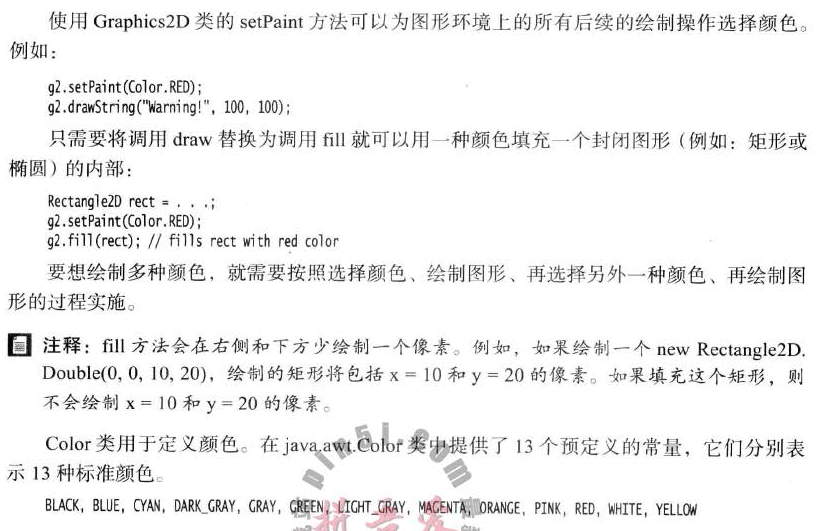 使用 Graphics2D 类的 setPaint 方法可以为图形环境上的所有后续的绘制操作选择颜色。
例如：
g2.setPaint(Color.RED);
g2.drawString("Warning!", 100, 100);
只需要将调用 draw 替换为调用 fill 就可以用一种颜色填充一个封闭图形（例如：矩形或
椭圆）的内部：
Rectangle2D rect = . . .;
g2.setPaint(Color.RED);
g2.fill(rect); // fills rect with red color
要想绘制多种颜色，就需要按照选择颜色、绘制图形、再选择另外一种颜色、再绘制图
形的过程实施。
注释：fill 方法会在右侧和下方少绘制一个像素。例如，如果绘制一个 new Rectangle2D.
Double(0, 0, 10, 20)，绘制的矩形将包括 x = 10 和 y = 20 的像素。如果填充这个矩形，则
不会绘制 x = 10 和 y = 20 的像素。
Color 类用于定义颜色。在 java.awt.Color 类中提供了 13 个预定义的常量，它们分别表
示 13 种标准颜色。
BLACK, BLUE, CYAN, DARK_GRAY, GRAY, GREEN, LIGHT_GRAY, MAGENTA, ORANGE, PINK, RED, WHITE, YELLOW